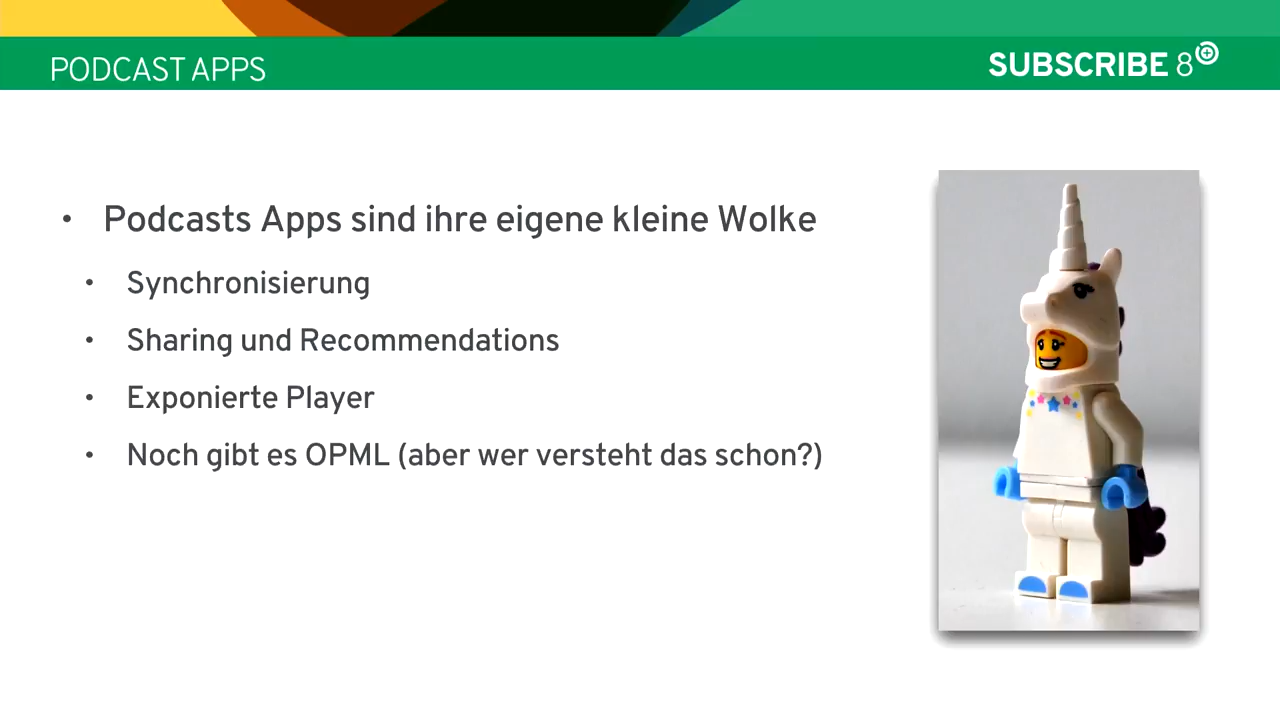 PODCAST APPS
SUBSCRIBE 8
• Podcasts Apps sind ihre eigene kleine Wolke
• Synchronisierung
• Sharing und Recommendations
• Exponierte Player
• Noch gibt es OPML (aber wer versteht das schon?)